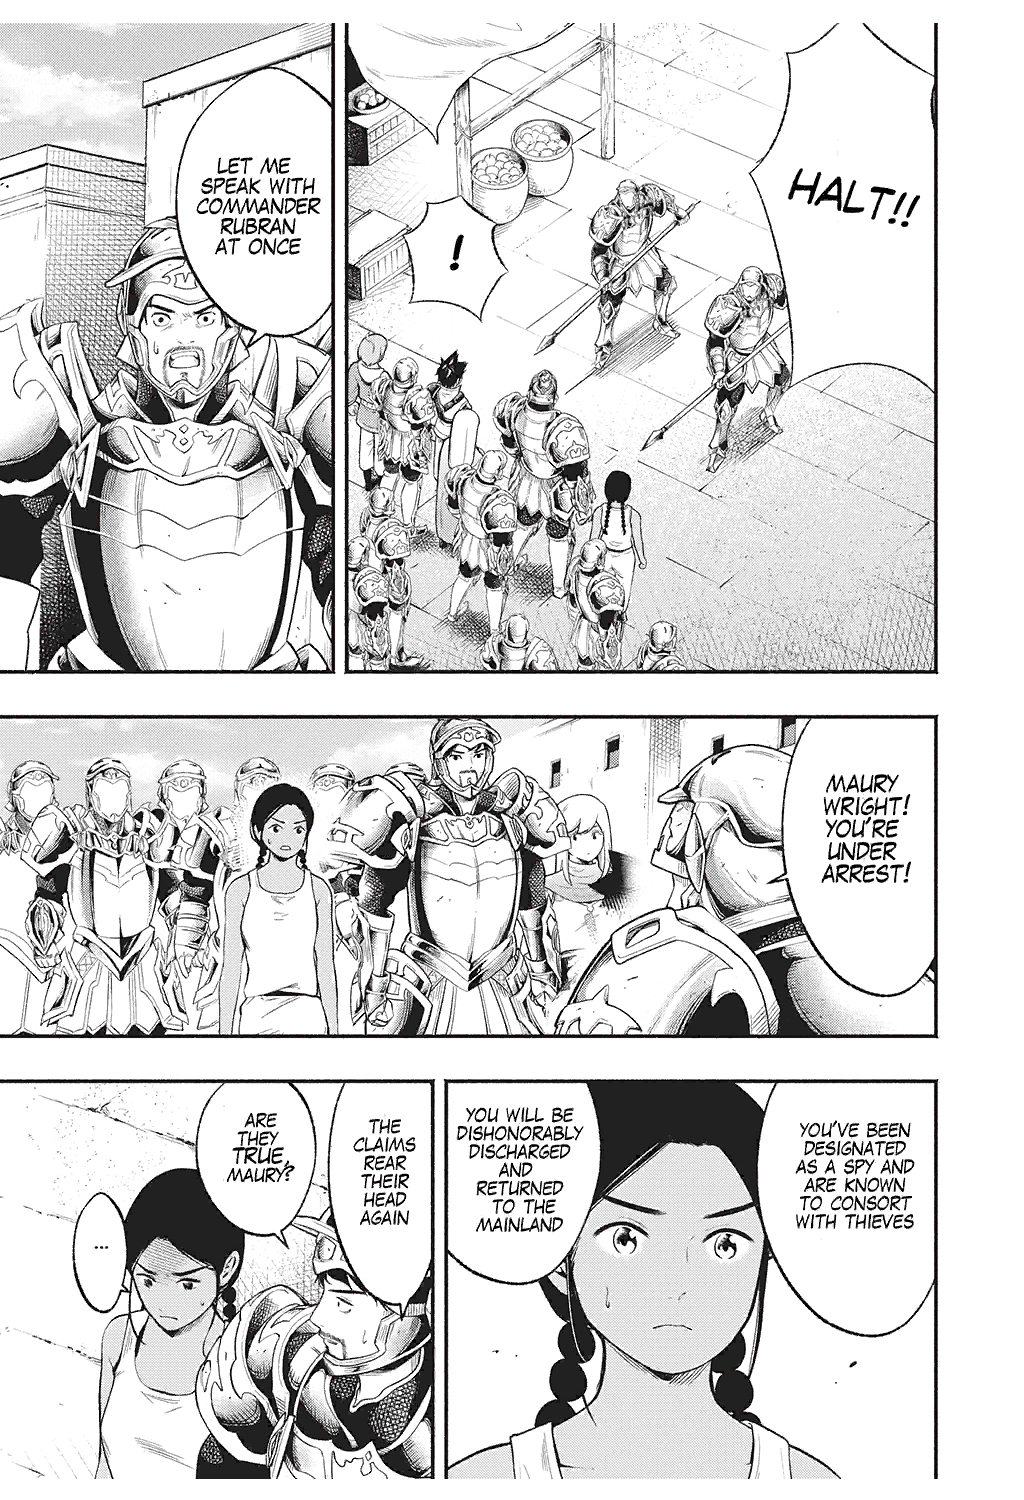 HALT!!
!
LET ME
SPEAK WITH
COMMANDER
RUBRAN
AT ONCE
MAURY
WRIGHT!
YOU'RE
UNDER
ARREST!
YOU'VE BEEN
DESIGNATED
AS A SPY AND
ARE KNOWN
TO CONSORT
WITH THIEVES
YOU WILL BE
DISHONORABLY
DISCHARGED
AND
RETURNED
TO THE
MAINLAND
THE
CLAIMS
REAR
THEIR
HEAD
AGAIN
ARE
THEY
TRUE,
MAURY?
...